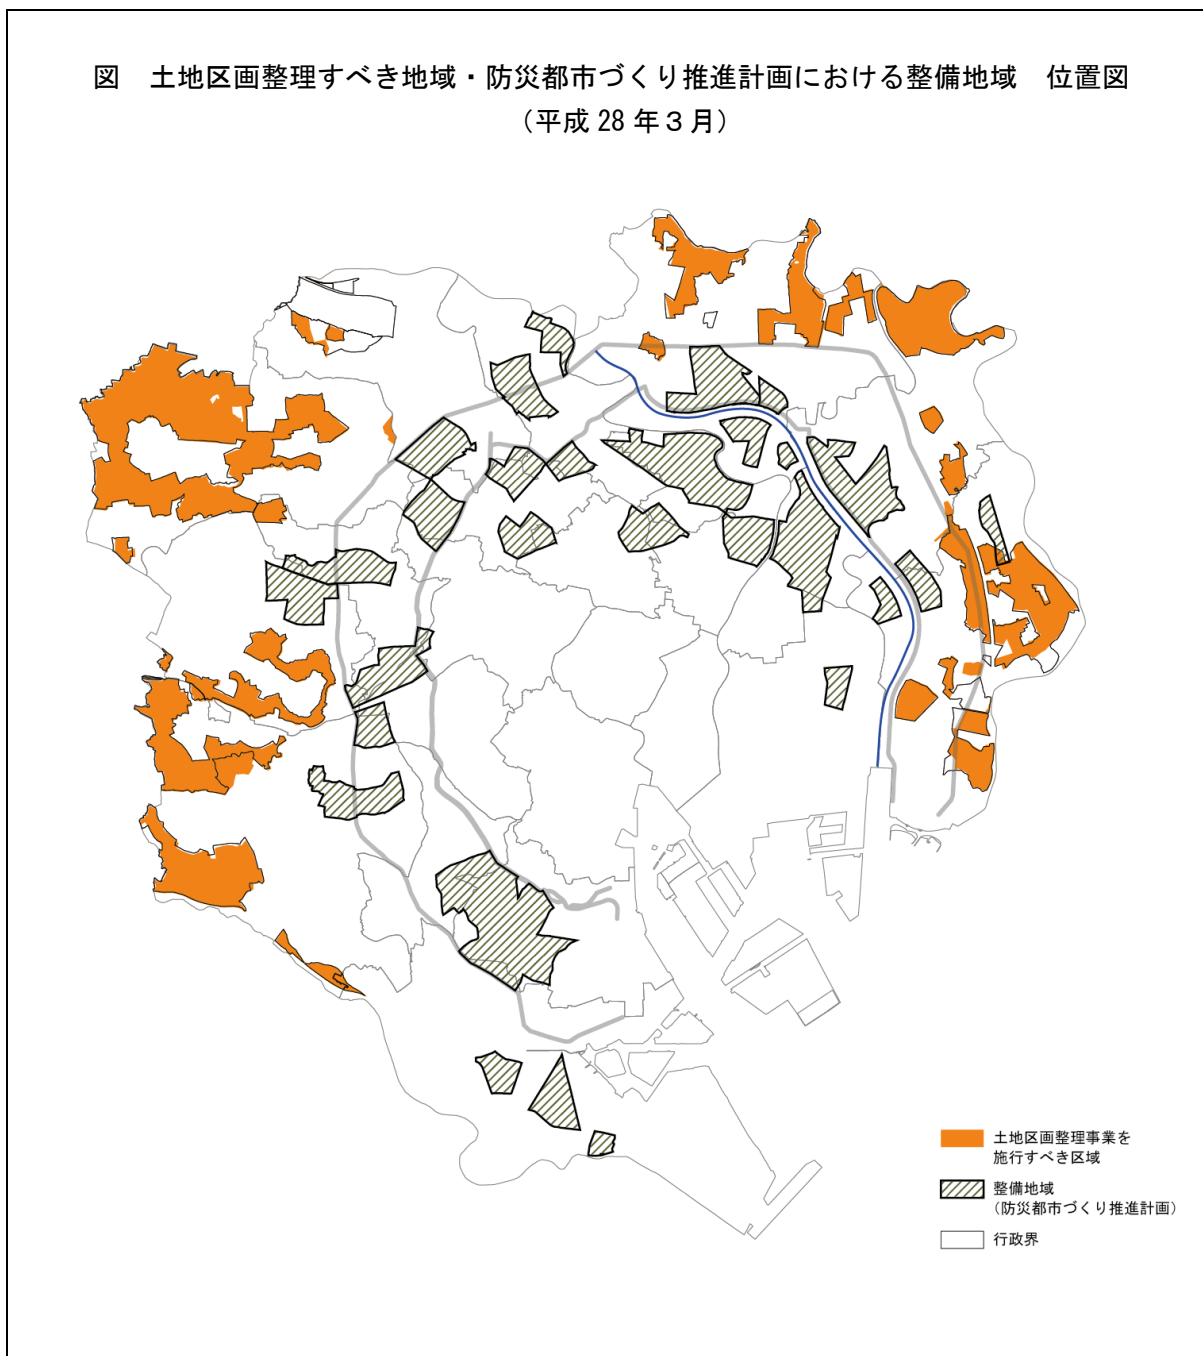 図　土地区画整理すべき地域・防災都市づくり推進計画における整備地域　位置図
（平成 28 年３月）
土地区画整理事業を
施行すべき区域
整備地域
（防災都市づくり推進計画）
行政界